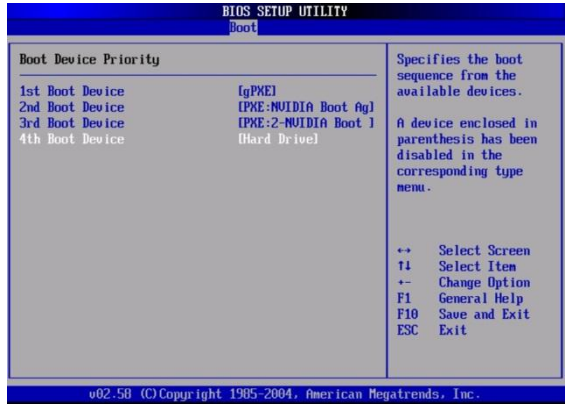 BIOS SETUP UTILITY
Boot
Boot Device Priority
1st Boot Device [gPXE]
2nd Boot Device [PXE:NVIDIA Boot Ag]
3rd Boot Device [PXE:2-NVIDIA Boot ]
4th Boot Device [Hard Drive]
Specifies the boot
sequence from the
available devices.
A device enclosed in
parenthesis has been
disabled in the
corresponding type
menu.
↔ Select Screen
↑↓ Select Item
+- Change Option
F1 General Help
F10 Save and Exit
ESC Exit
v02.58 (C)Copyright 1985-2004, American Megatrends, Inc.